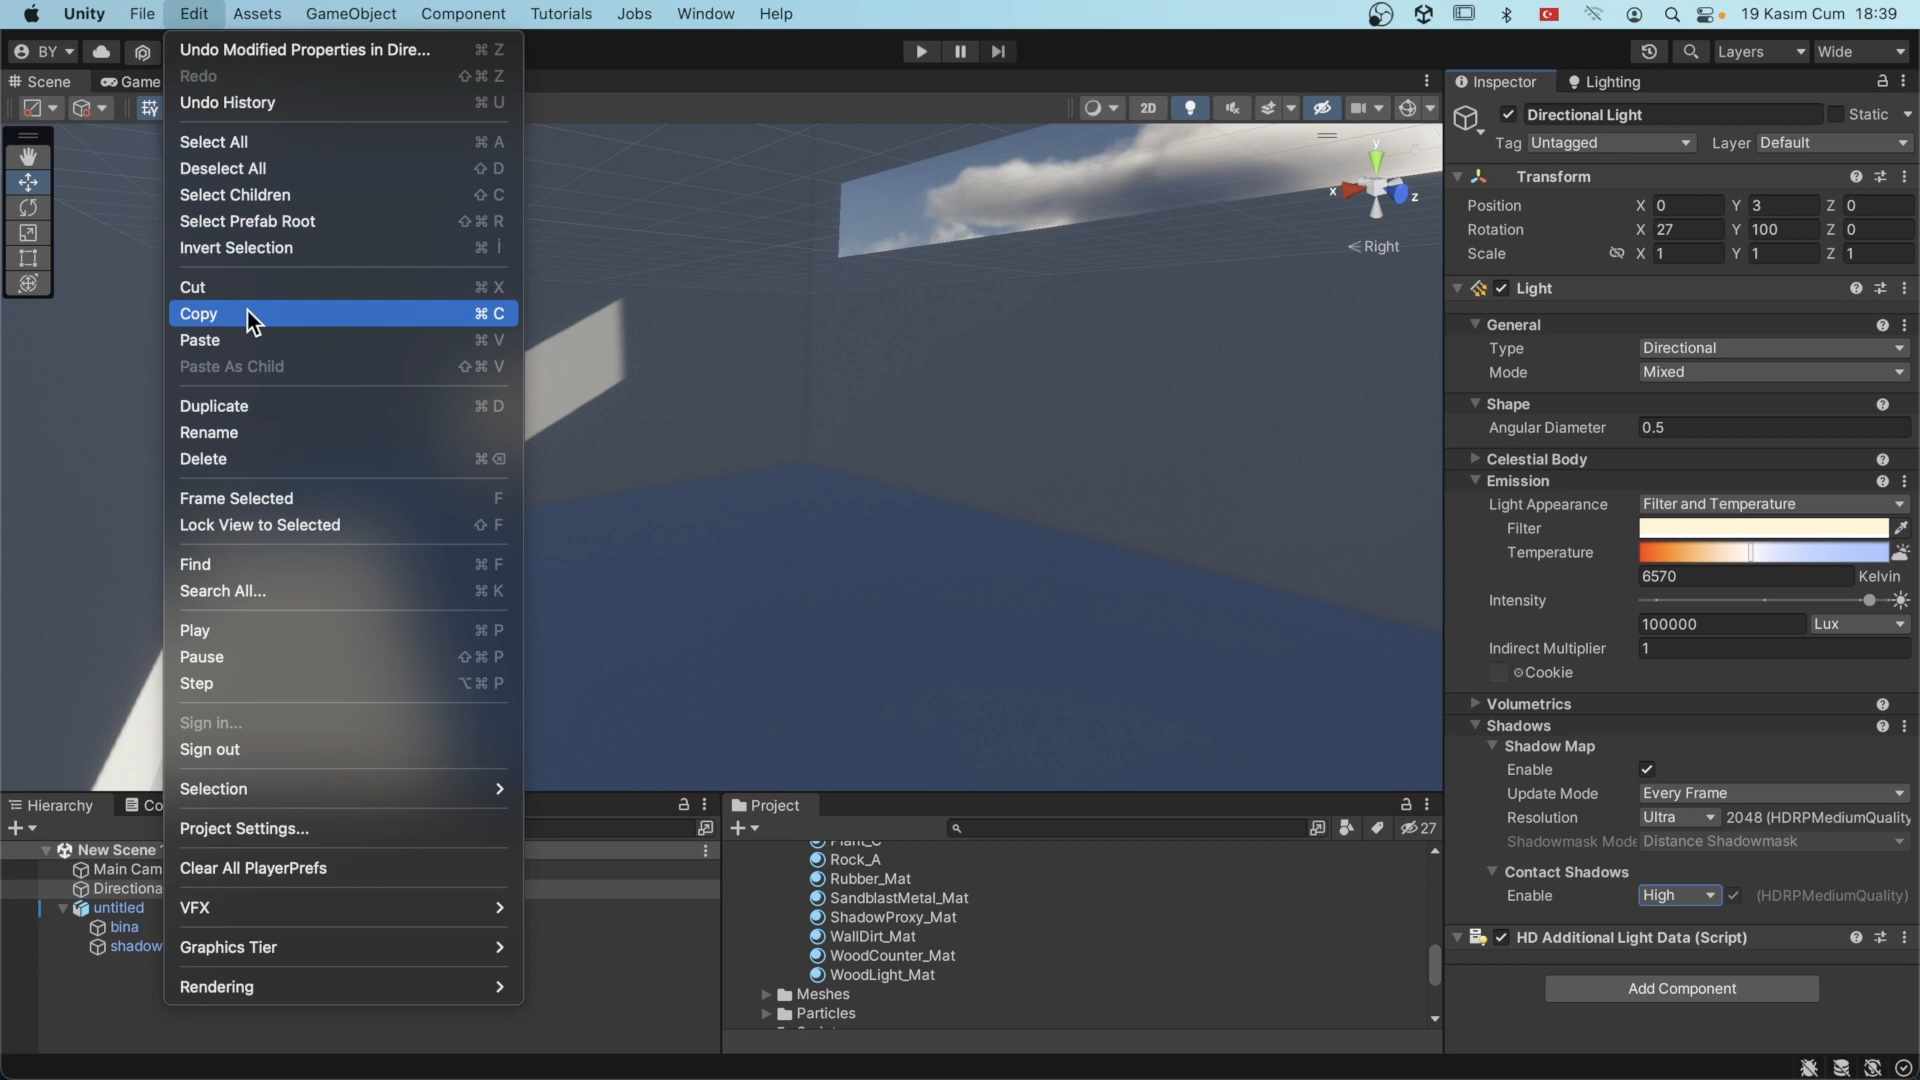 Unity File Edit Assets GameObject Component Tutorials Jobs Window Help 19 Kasım Cum 18:39
BY Layers Wide
Scene Game
2D
Undo Modified Properties in Dire... ⌘ Z
Redo ⇧⌘ Z
Undo History ⌘ U
Select All ⌘ A
Deselect All ⇧ D
Select Children ⇧ C
Select Prefab Root ⇧⌘ R
Invert Selection ⌘ İ
Cut ⌘ X
Copy ⌘ C
Paste ⌘ V
Paste As Child ⇧⌘ V
Duplicate ⌘ D
Rename
Delete ⌘⌫
Frame Selected F
Lock View to Selected ⇧ F
Find ⌘ F
Search All... ⌘ K
Play ⌘ P
Pause ⇧⌘ P
Step ⌥⌘ P
Sign in...
Sign out
Selection
Project Settings...
Clear All PlayerPrefs
VFX
Graphics Tier
Rendering
y
x
z
Right
Hierarchy Co
New Scene
Main Cam
Directiona
untitled
bina
shadow
Project
27
Plant_C
Rock_A
Rubber_Mat
SandblastMetal_Mat
ShadowProxy_Mat
WallDirt_Mat
WoodCounter_Mat
WoodLight_Mat
Meshes
Particles
Inspector Lighting
Directional Light Static
Tag Untagged Layer Default
Transform
Position X 0 Y 3 Z 0
Rotation X 27 Y 100 Z 0
Scale X 1 Y 1 Z 1
Light
General
Type Directional
Mode Mixed
Shape
Angular Diameter 0.5
Celestial Body
Emission
Light Appearance Filter and Temperature
Filter
Temperature
6570 Kelvin
Intensity
100000 Lux
Indirect Multiplier 1
Cookie
Volumetrics
Shadows
Shadow Map
Enable
Update Mode Every Frame
Resolution Ultra 2048 (HDRPMediumQuality
Shadowmask Mode Distance Shadowmask
Contact Shadows
Enable High (HDRPMediumQuality)
HD Additional Light Data (Script)
Add Component